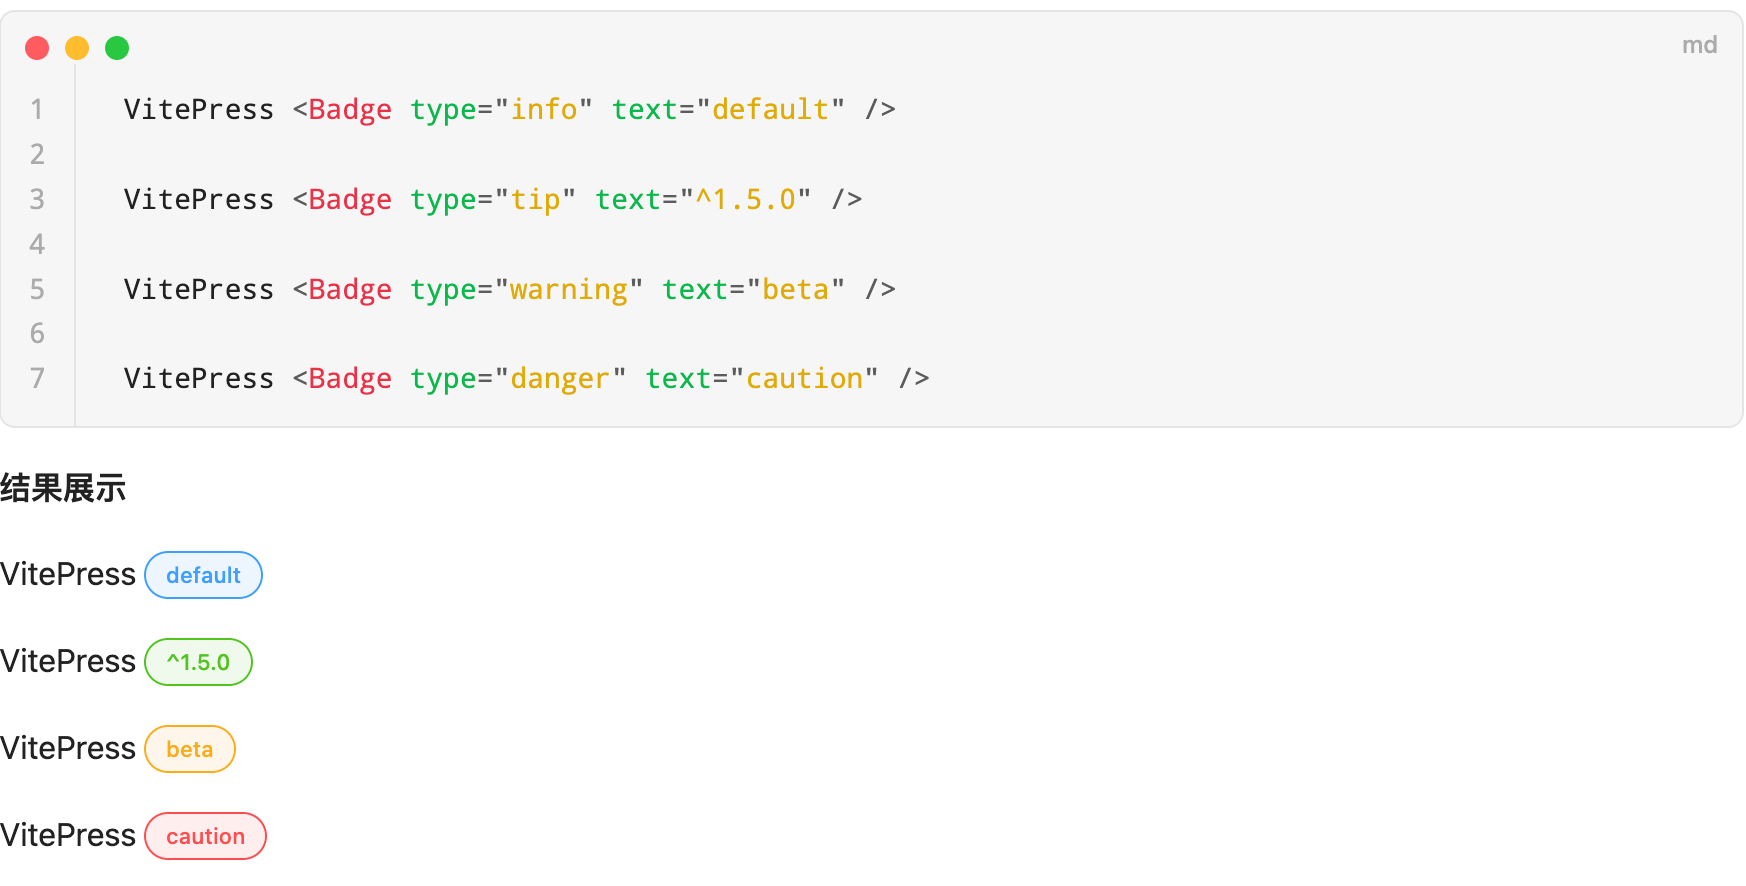 md
1 VitePress <Badge type="info" text="default" />
2
3 VitePress <Badge type="tip" text="^1.5.0" />
4
5 VitePress <Badge type="warning" text="beta" />
6
7 VitePress <Badge type="danger" text="caution" />
结果展示
VitePress default
VitePress ^1.5.0
VitePress beta
VitePress caution